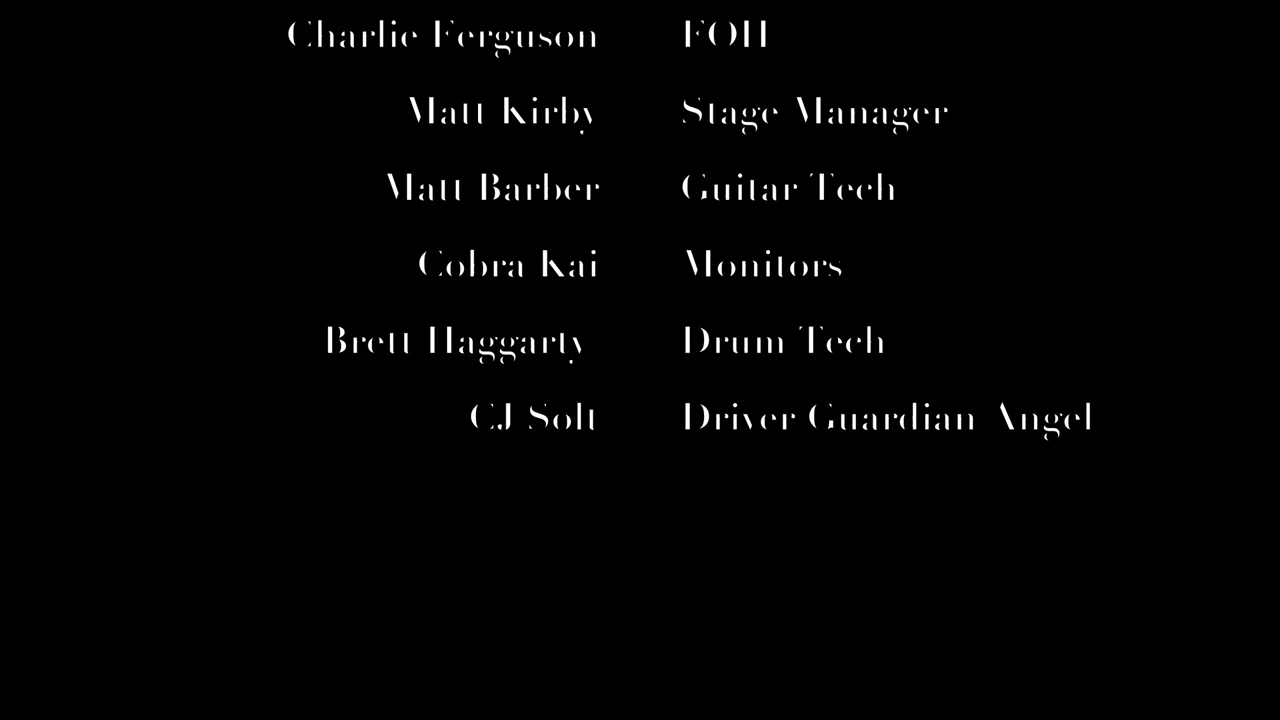 Charlie Ferguson FOH
Matt Kirby Stage Manager
Matt Barber Guitar Tech
Cobra Kai Monitors
Brett Haggarty Drum Tech
CJ Solt Driver Guardian Angel